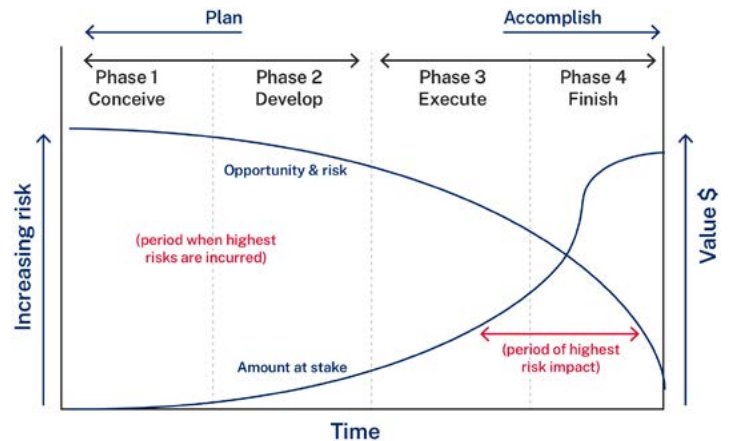 Plan
Accomplish
Phase 1
Conceive
Phase 2
Develop
Phase 3
Execute
Phase 4
Finish
Increasing risk
Value $
Opportunity & risk
(period when highest
risks are incurred)
Amount at stake
(period of highest
risk impact)
Time